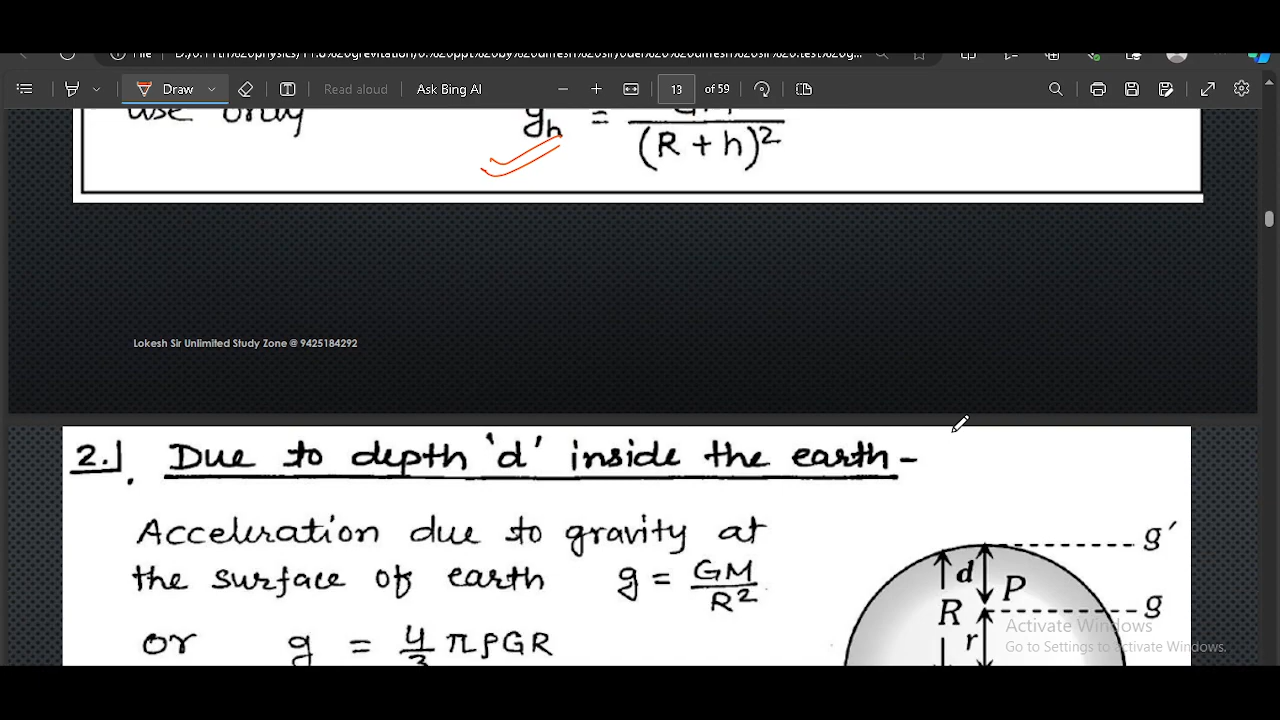 Draw
Read aloud
Ask Bing AI
13 of 59
use only gh = GM
(R + h)²
Lokesh Sir Unlimited Study Zone @ 9425184292
2. Due to depth 'd' inside the earth -
Acceleration due to gravity at
the surface of earth g = GM/R²
or g = 4/3 πρGR
g′
d
P
R
g
r
Activate Windows
Go to Settings to activate Windows.